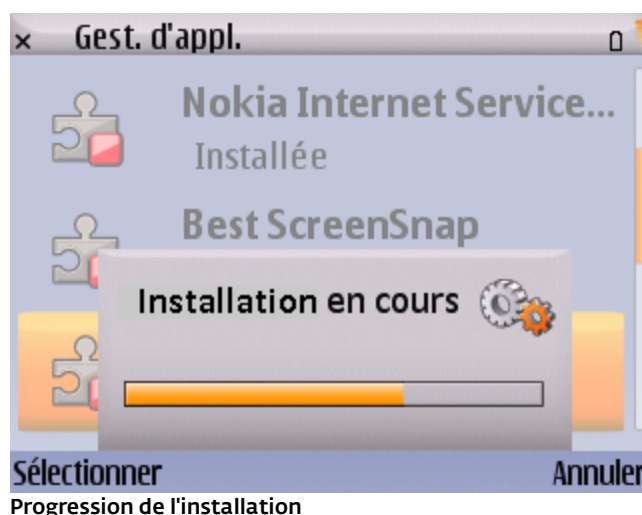 × Gest. d'appl.
Nokia Internet Service...
Installée
Best ScreenSnap
Installation en cours
Sélectionner Annuler
Progression de l'installation